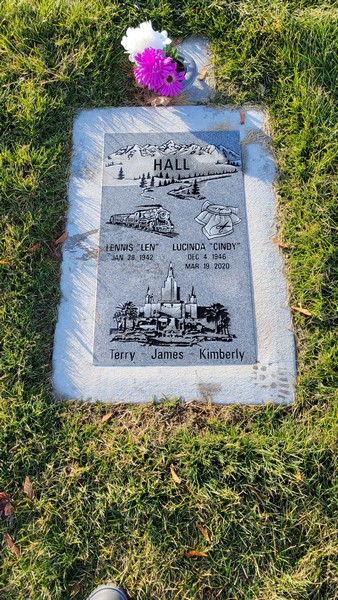 HALL
LENNIS "LEN" LUCINDA "CINDY"
JAN 28, 1942 DEC 4, 1946
MAR 19, 2020
Terry - James - Kimberly